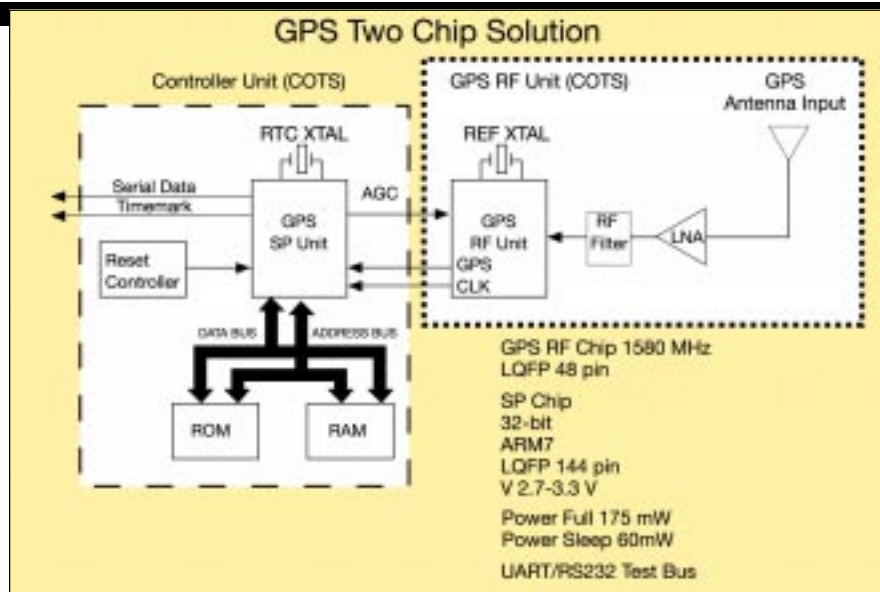 GPS Two Chip Solution
Controller Unit (COTS)
GPS RF Unit (COTS)
GPS
Antenna Input
RTC XTAL
REF XTAL
Serial Data
Timemark
AGC
GPS
SP Unit
GPS
RF Unit
RF
Filter
LNA
Reset
Controller
GPS
CLK
DATA BUS
ADDRESS BUS
ROM
RAM
GPS RF Chip 1580 MHz
LQFP 48 pin
SP Chip
32-bit
ARM7
LQFP 144 pin
V 2.7-3.3 V
Power Full 175 mW
Power Sleep 60mW
UART/RS232 Test Bus